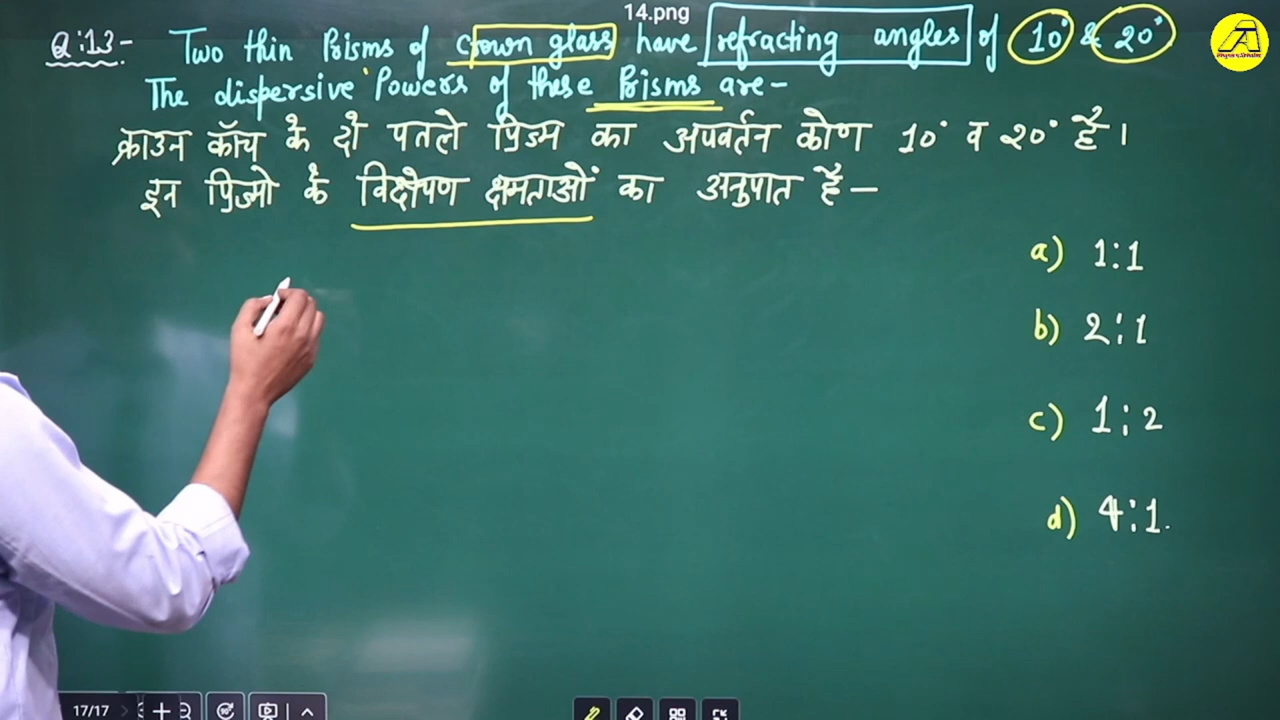 14.png
Q:13- Two thin Prisms of crown glass have refracting angles of 10° & 20°
The dispersive Powers of these Prisms are-
क्राउन काँच के दो पतले प्रिज्म का अपवर्तन कोण 10° व 20° है।
इन प्रिज्मो के विक्षेपण क्षमताओं का अनुपात है-
a) 1:1
b) 2:1
c) 1:2
d) 4:1.
17/17